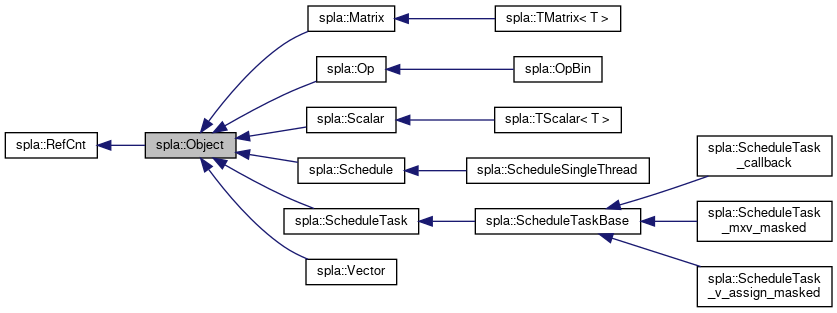 spla::Matrix
spla::TMatrix< T >
spla::Op
spla::OpBin
spla::Scalar
spla::TScalar< T >
spla::RefCnt
spla::Object
spla::Schedule
spla::ScheduleSingleThread
spla::ScheduleTask
_callback
spla::ScheduleTask
spla::ScheduleTaskBase
spla::ScheduleTask
_mxv_masked
spla::Vector
spla::ScheduleTask
_v_assign_masked